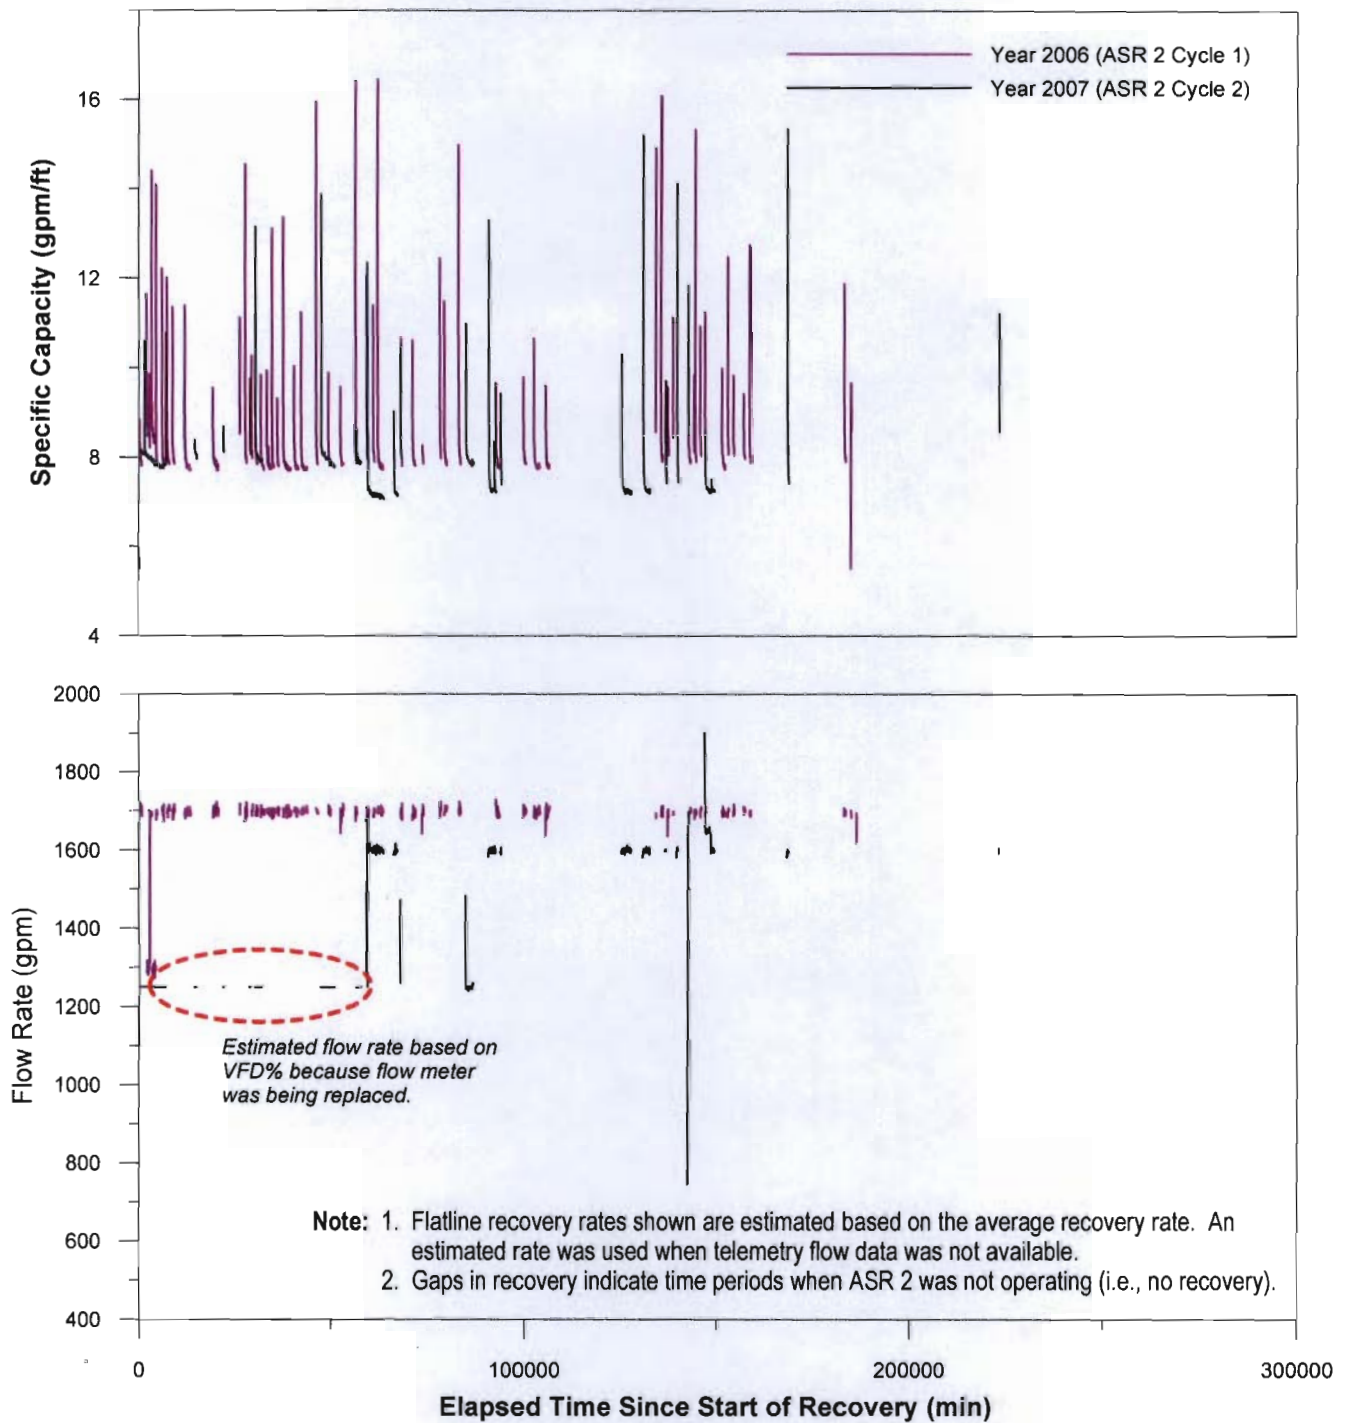 Year 2006 (ASR 2 Cycle 1)
Year 2007 (ASR 2 Cycle 2)
16
12
8
4
Specific Capacity (gpm/ft)
2000
1800
1600
1400
1200
1000
800
600
400
Flow Rate (gpm)
Estimated flow rate based on
VFD% because flow meter
was being replaced.
Note: 1. Flatline recovery rates shown are estimated based on the average recovery rate. An
estimated rate was used when telemetry flow data was not available.
2. Gaps in recovery indicate time periods when ASR 2 was not operating (i.e., no recovery).
0
100000
200000
300000
Elapsed Time Since Start of Recovery (min)